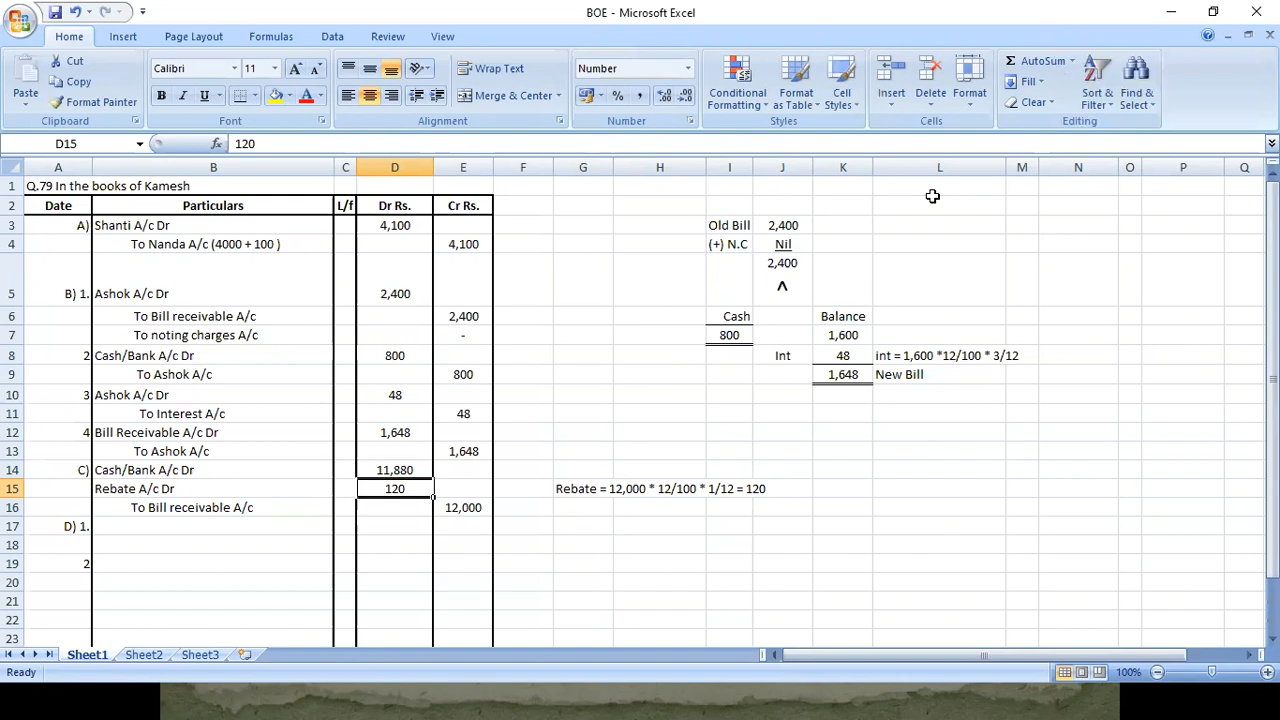 BOE - Microsoft Excel
Home Insert Page Layout Formulas Data Review View
Cut
Copy
Format Painter
Paste
Clipboard
Calibri 11
B I U
Font
Wrap Text
Merge & Center
Alignment
Number
% ,
Number
Conditional Formatting
Format as Table
Cell Styles
Styles
Insert Delete Format
Cells
AutoSum
Fill
Clear
Sort & Filter
Find & Select
Editing
D15 fx 120
A B C D E F G H I J K L M N O P Q
1 Q.79 In the books of Kamesh
2 Date Particulars L/f Dr Rs. Cr Rs.
3 A) Shanti A/c Dr 4,100 Old Bill 2,400
4 To Nanda A/c (4000 + 100 ) 4,100 (+) N.C Nil
2,400
^
5 B) 1. Ashok A/c Dr 2,400
6 To Bill receivable A/c 2,400 Cash Balance
7 To noting charges A/c - 800 1,600
8 2 Cash/Bank A/c Dr 800 Int 48 int = 1,600 *12/100 * 3/12
9 To Ashok A/c 800 1,648 New Bill
10 3 Ashok A/c Dr 48
11 To Interest A/c 48
12 4 Bill Receivable A/c Dr 1,648
13 To Ashok A/c 1,648
14 C) Cash/Bank A/c Dr 11,880
15 Rebate A/c Dr 120 Rebate = 12,000 * 12/100 * 1/12 = 120
16 To Bill receivable A/c 12,000
17 D) 1.
18
19 2
20
21
22
23
Sheet1 Sheet2 Sheet3
Ready 100%